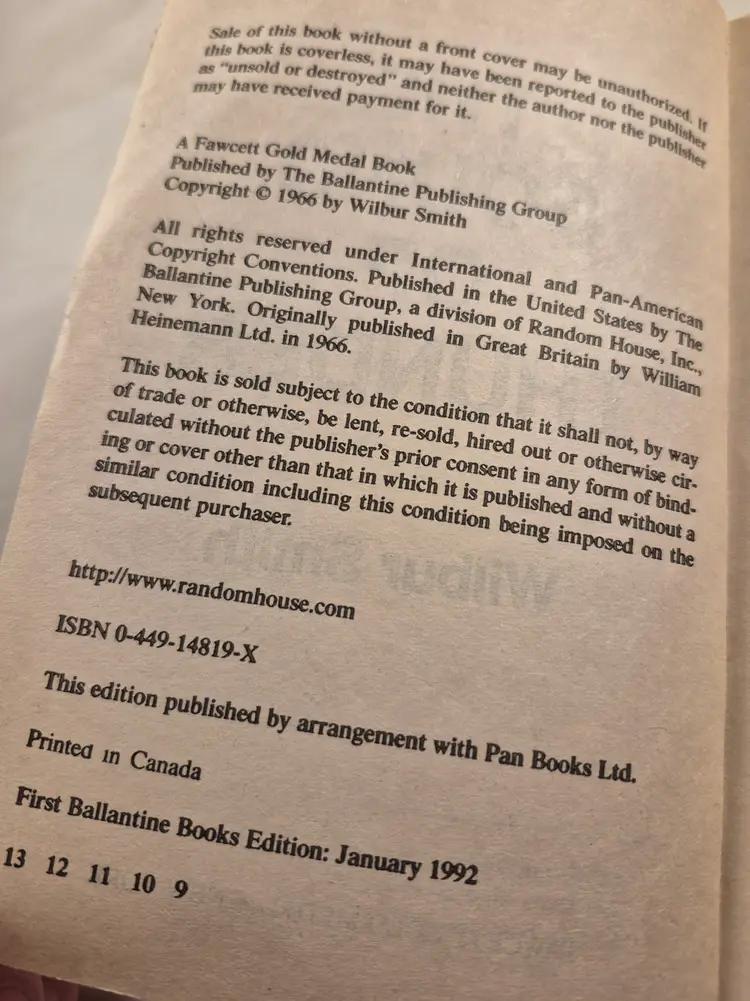 Sale of this book without a front cover may be unauthorized. If
this book is coverless, it may have been reported to the publisher
as “unsold or destroyed” and neither the author nor the publisher
may have received payment for it.
A Fawcett Gold Medal Book
Published by The Ballantine Publishing Group
Copyright © 1966 by Wilbur Smith
All rights reserved under International and Pan-American
Copyright Conventions. Published in the United States by The
Ballantine Publishing Group, a division of Random House, Inc.,
New York. Originally published in Great Britain by William
Heinemann Ltd. in 1966.
This book is sold subject to the condition that it shall not, by way
of trade or otherwise, be lent, re-sold, hired out or otherwise cir-
culated without the publisher's prior consent in any form of bind-
ing or cover other than that in which it is published and without a
similar condition including this condition being imposed on the
subsequent purchaser.
http://www.randomhouse.com
ISBN 0-449-14819-X
This edition published by arrangement with Pan Books Ltd.
Printed in Canada
First Ballantine Books Edition: January 1992
13 12 11 10 9